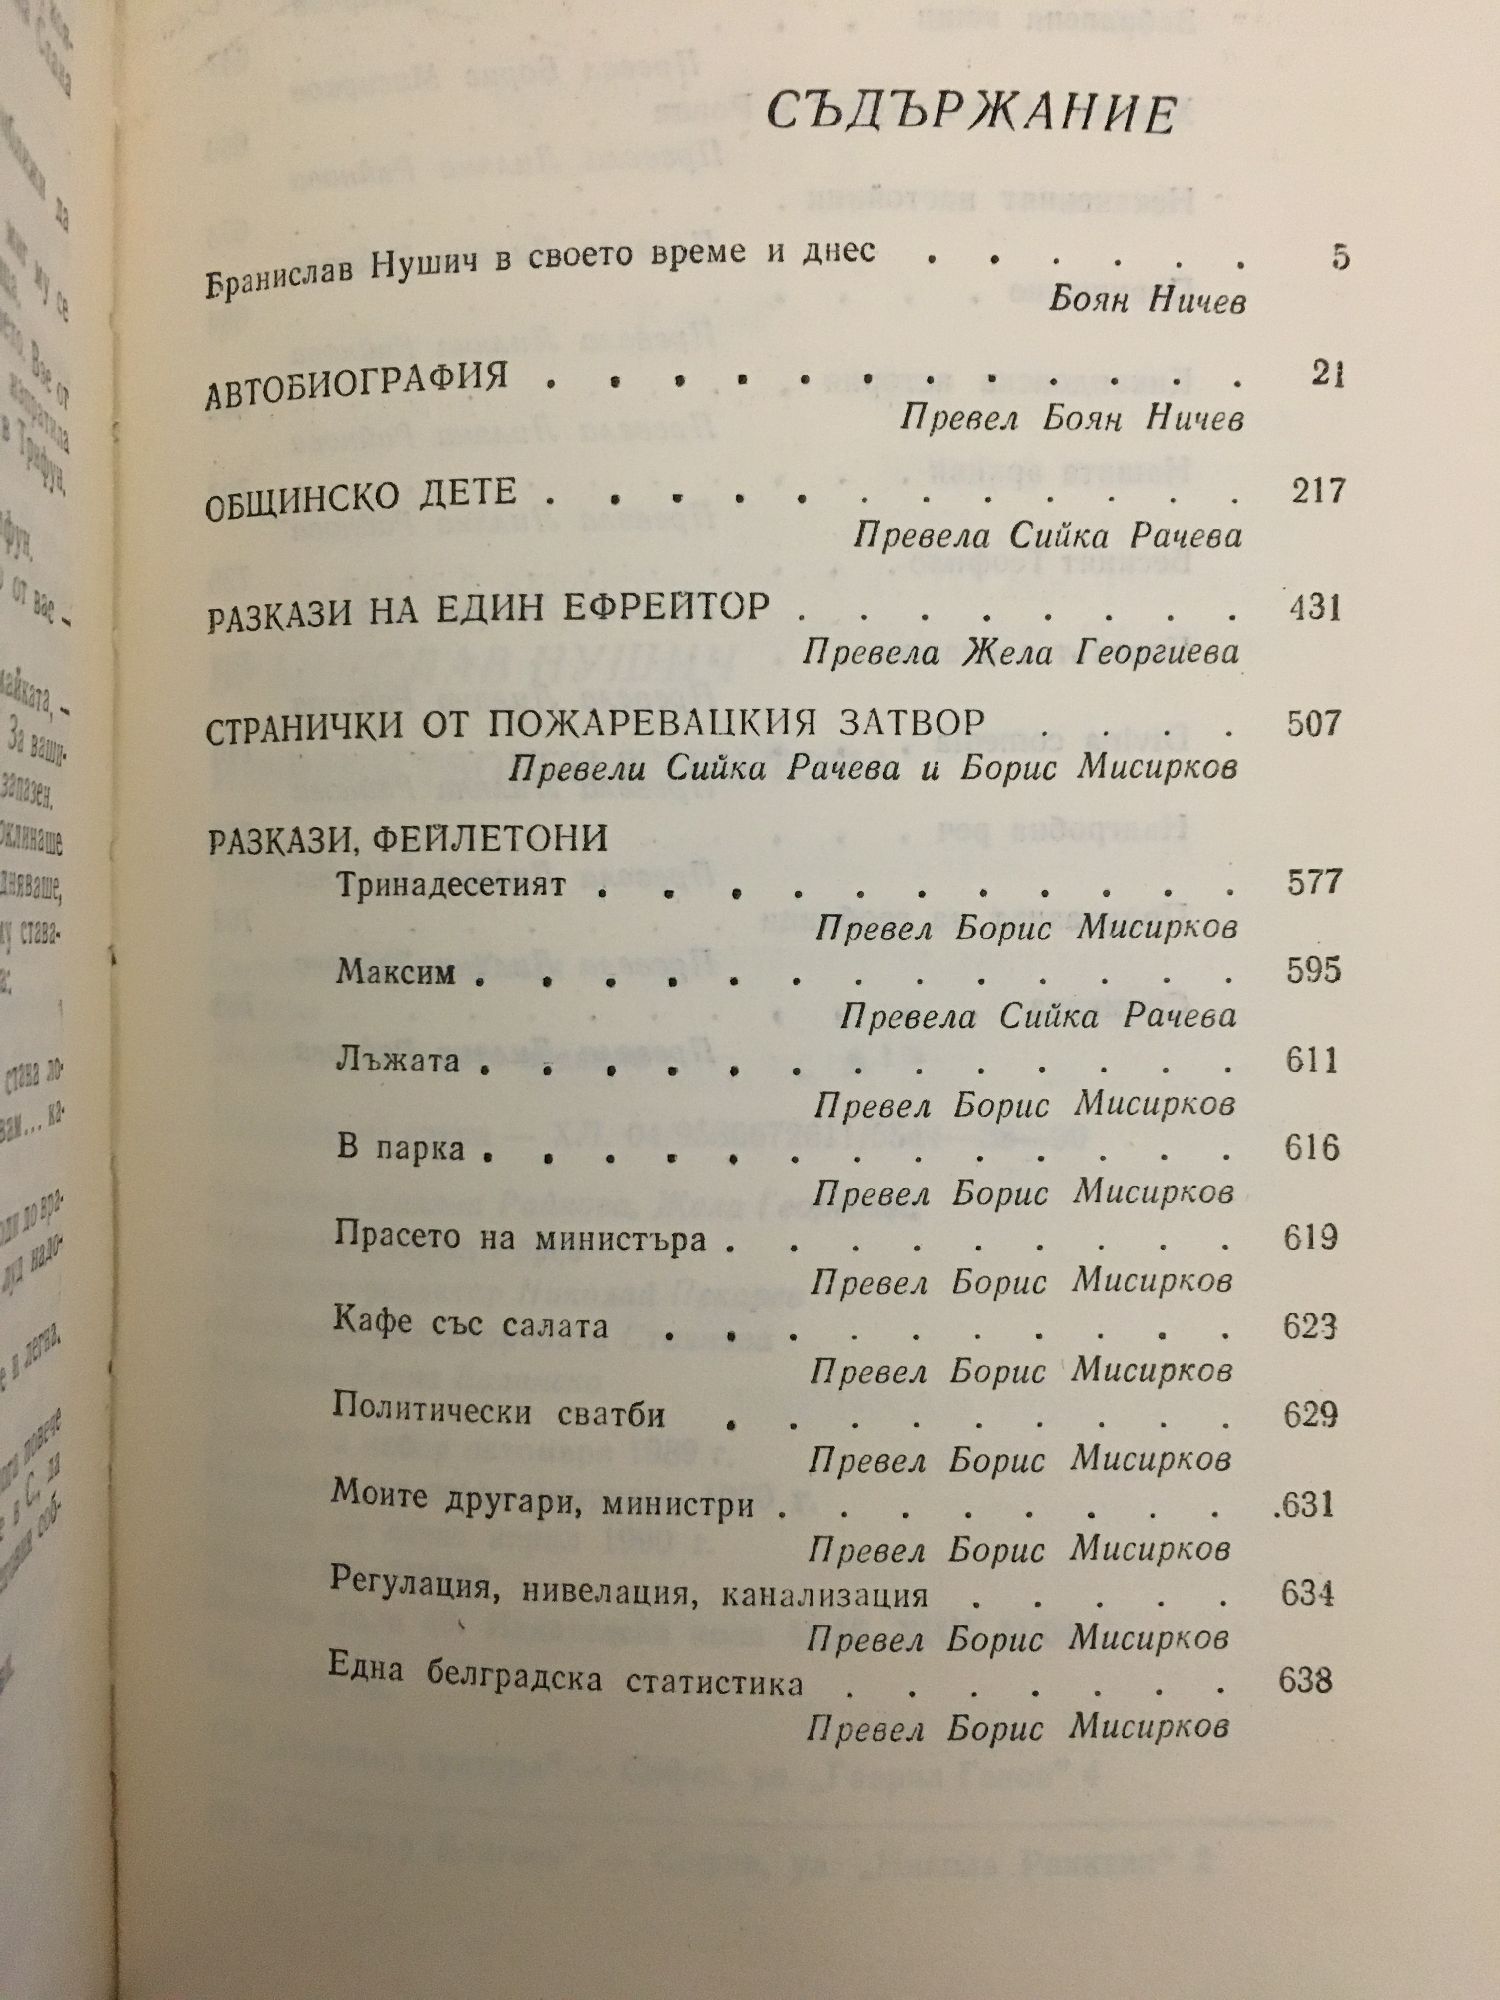 СЪДЪРЖАНИЕ
Бранислав Нушич в своето време и днес . . . . . . 5
Боян Ничев
АВТОБИОГРАФИЯ . . . . . . . . . . . . 21
Превел Боян Ничев
ОБЩИНСКО ДЕТЕ . . . . . . . . . . . . 217
Превела Сийка Рачева
РАЗКАЗИ НА ЕДИН ЕФРЕЙТОР . . . . . . . . 431
Превела Жела Георгиева
СТРАНИЧКИ ОТ ПОЖАРЕВАЦКИЯ ЗАТВОР . . . . 507
Превели Сийка Рачева и Борис Мисирков
РАЗКАЗИ, ФЕЙЛЕТОНИ
Тринадесетият . . . . . . . . . . . 577
Превел Борис Мисирков
Максим . . . . . . . . . . . . . 595
Превела Сийка Рачева
Лъжата . . . . . . . . . . . . . 611
Превел Борис Мисирков
В парка . . . . . . . . . . . . . 616
Превел Борис Мисирков
Прасето на министъра . . . . . . . . . 619
Превел Борис Мисирков
Кафе със салата . . . . . . . . . . 623
Превел Борис Мисирков
Политически сватби . . . . . . . . . 629
Превел Борис Мисирков
Моите другари, министри . . . . . . . . .631
Превел Борис Мисирков
Регулация, нивелация, канализация . . . . . 634
Превел Борис Мисирков
Една белградска статистика . . . . . . . 638
Превел Борис Мисирков